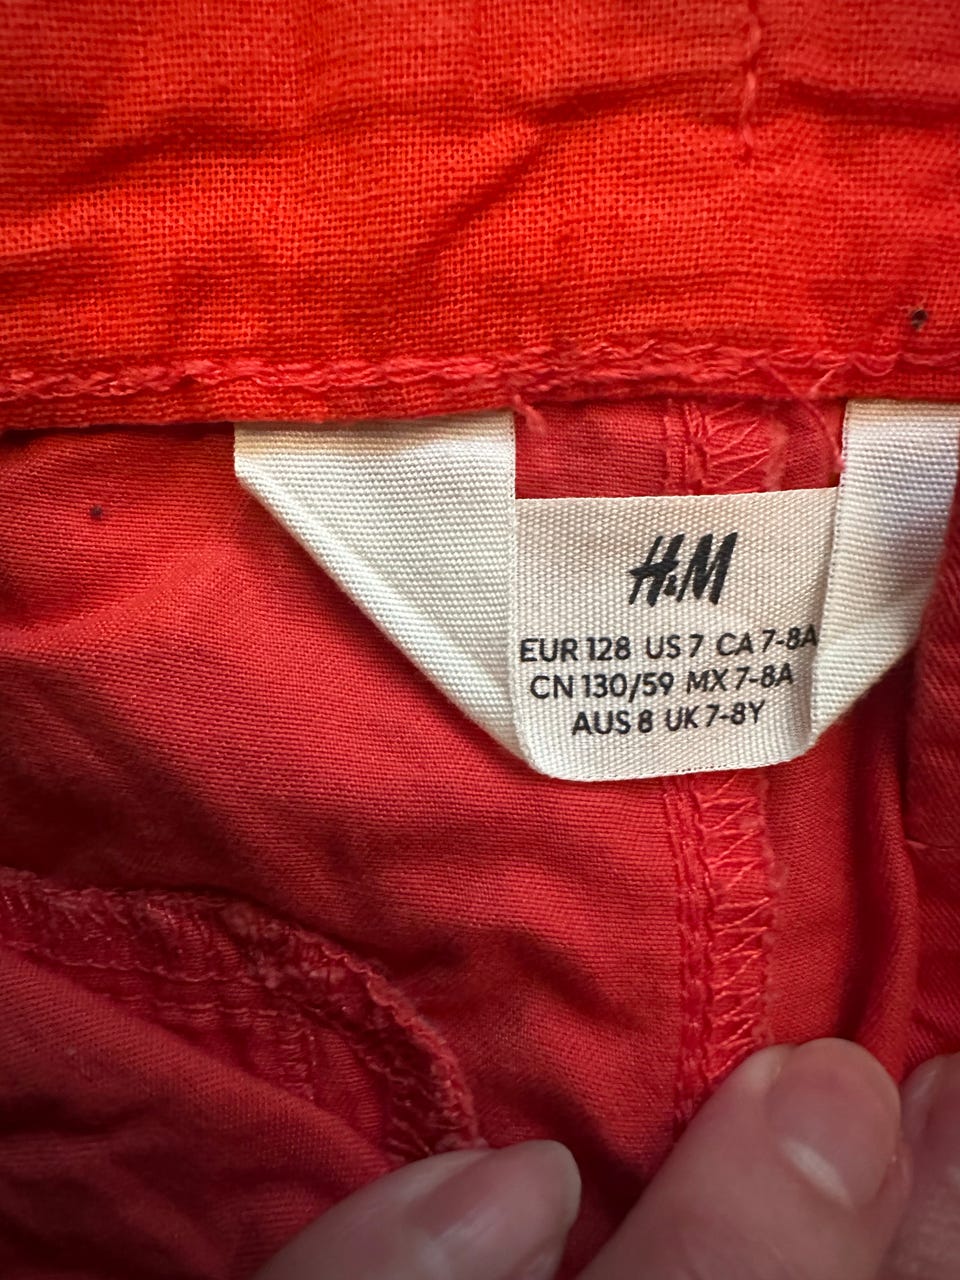 H&M
EUR 128 US 7 CA 7-8A
CN 130/59 MX 7-8A
AUS 8 UK 7-8Y